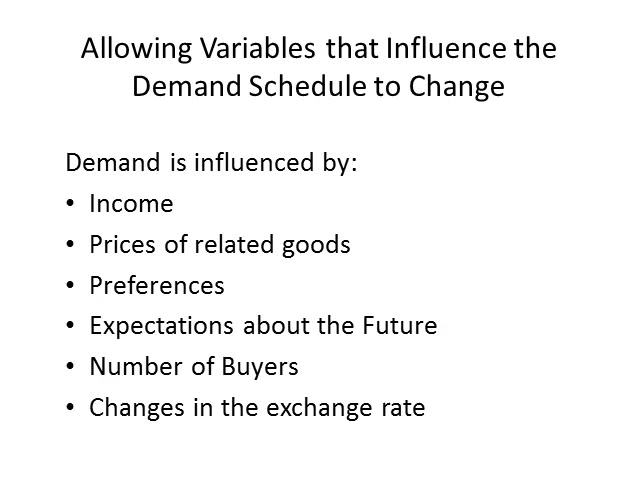 Allowing Variables that Influence the
Demand Schedule to Change
Demand is influenced by:
• Income
• Prices of related goods
• Preferences
• Expectations about the Future
• Number of Buyers
• Changes in the exchange rate